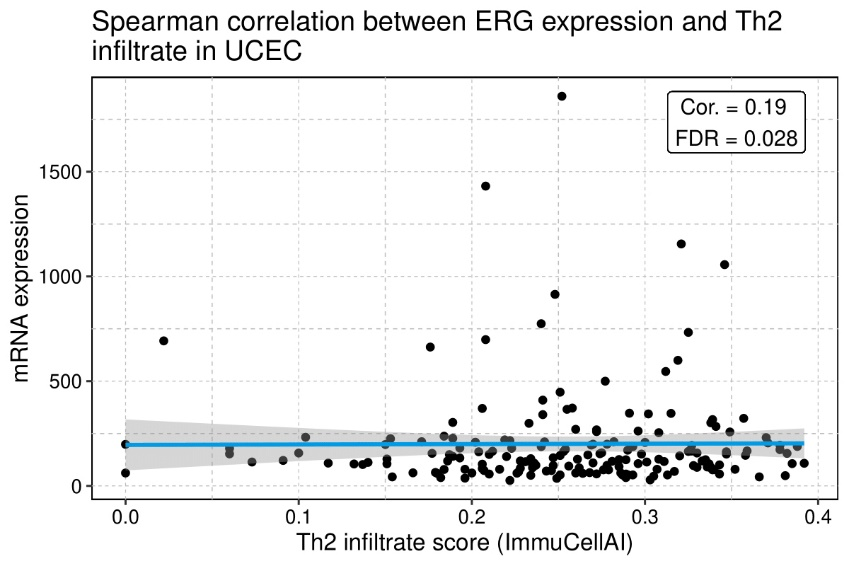 Spearman correlation between ERG expression and Th2
infiltrate in UCEC
Cor. = 0.19
FDR = 0.028
mRNA expression
1500
1000
500
0
0.0
0.1
0.2
0.3
0.4
Th2 infiltrate score (ImmuCellAI)